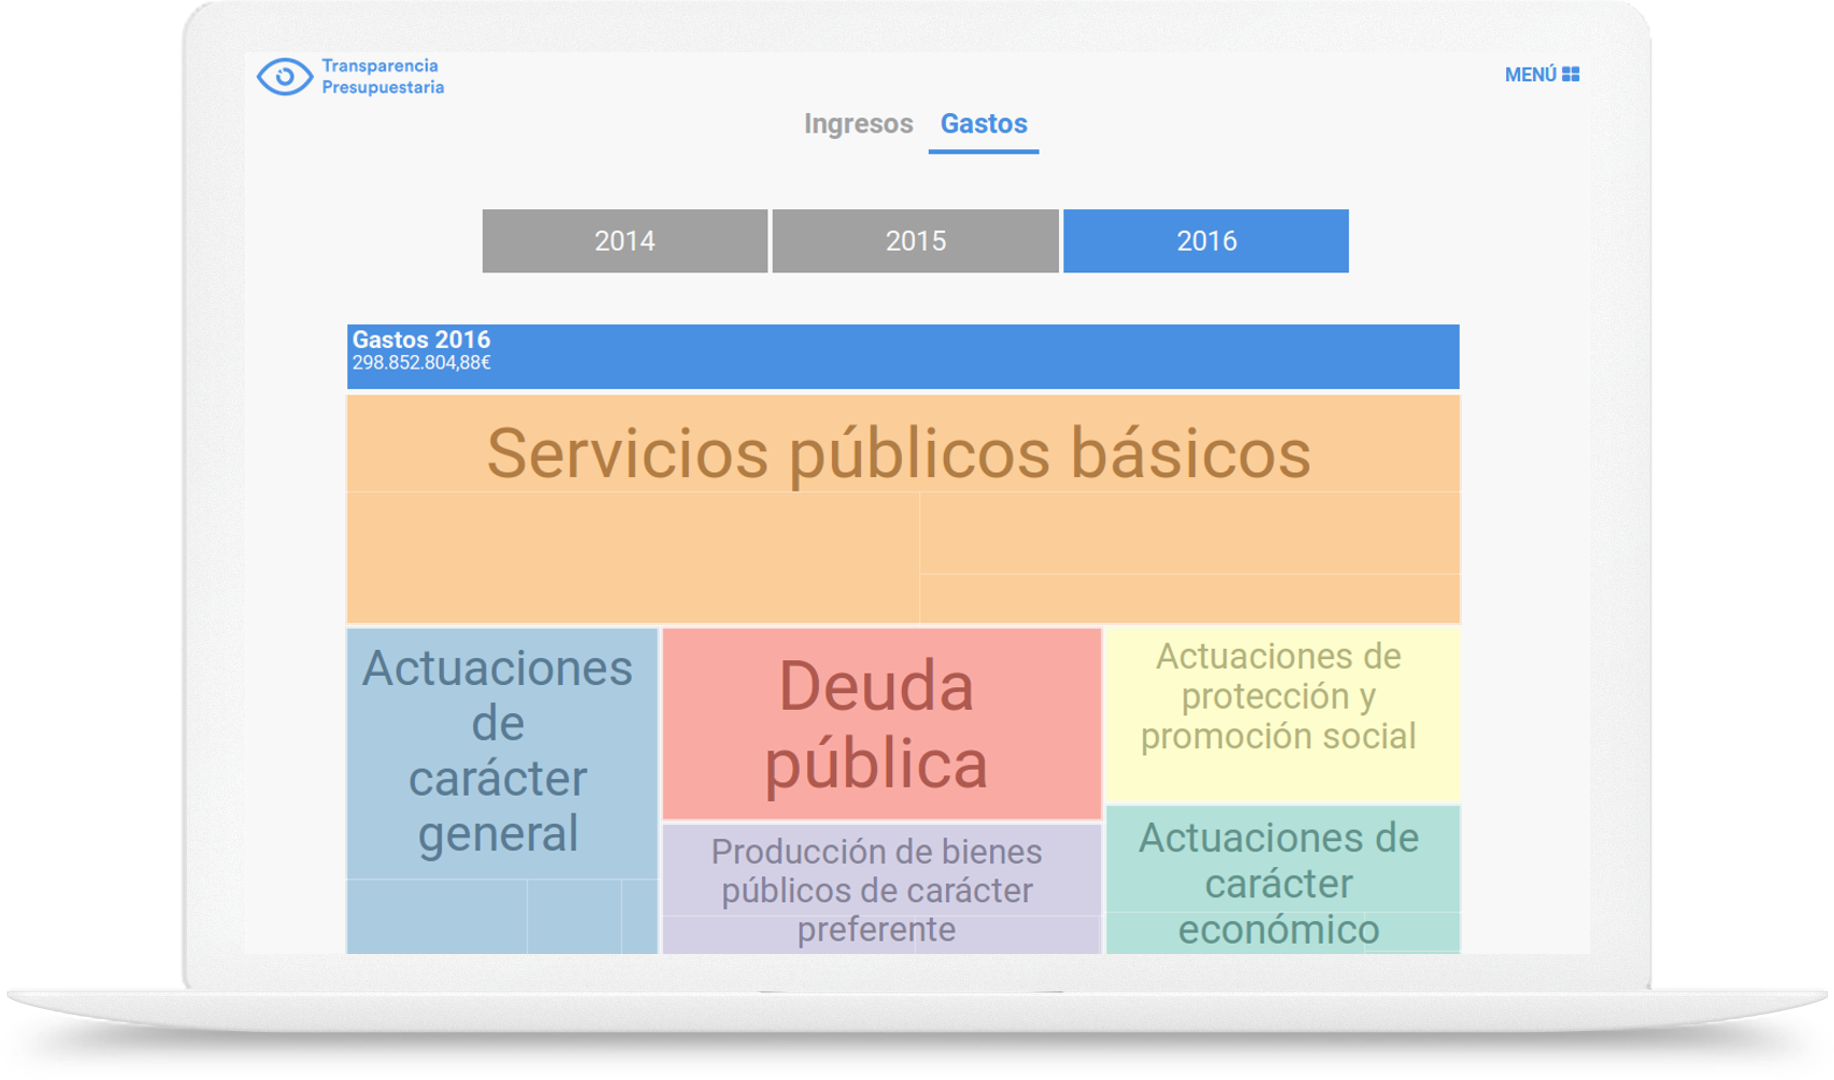 Transparencia
Presupuestaria
MENÚ
Ingresos Gastos
2014 2015 2016
Gastos 2016
298.852.804,88€
Servicios públicos básicos
Actuaciones
de
carácter
general
Deuda
pública
Actuaciones de
protección y
promoción social
Producción de bienes
públicos de carácter
preferente
Actuaciones de
carácter
económico